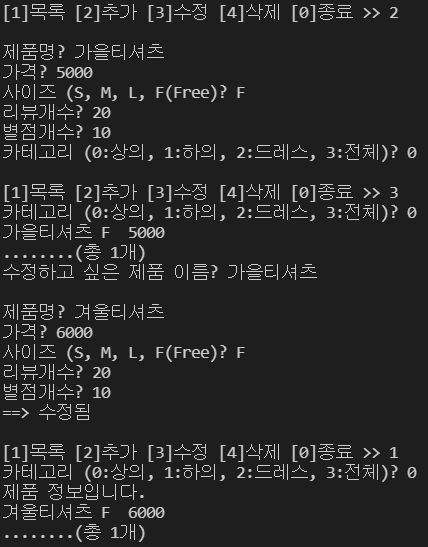 [1]목록 [2]추가 [3]수정 [4]삭제 [0]종료 >> 2
제품명? 가을티셔츠
가격? 5000
사이즈 (S, M, L, F(Free)? F
리뷰개수? 20
별점개수? 10
카테고리 (0:상의, 1:하의, 2:드레스, 3:전체)? 0
[1]목록 [2]추가 [3]수정 [4]삭제 [0]종료 >> 3
카테고리 (0:상의, 1:하의, 2:드레스, 3:전체)? 0
가을티셔츠 F  5000
........(총 1개)
수정하고 싶은 제품 이름? 가을티셔츠
제품명? 겨울티셔츠
가격? 6000
사이즈 (S, M, L, F(Free)? F
리뷰개수? 20
별점개수? 10
==> 수정됨
[1]목록 [2]추가 [3]수정 [4]삭제 [0]종료 >> 1
카테고리 (0:상의, 1:하의, 2:드레스, 3:전체)? 0
제품 정보입니다.
겨울티셔츠 F  6000
........(총 1개)